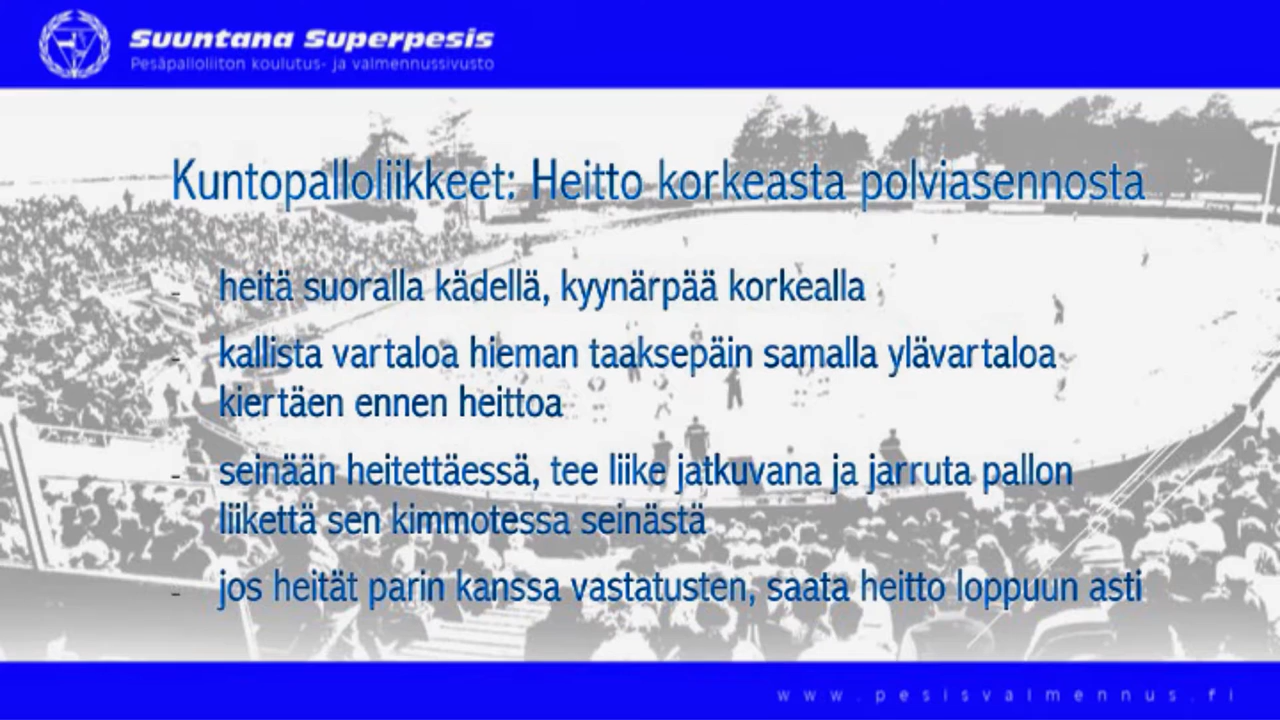 Suuntana Superpesis
Pesäpalloliiton koulutus- ja valmennussivusto
Kuntopalloliikkeet: Heitto korkeasta polviasennosta
- heitä suoralla kädellä, kyynärpää korkealla
- kallista vartaloa hieman taaksepäin samalla ylävartaloa
kiertäen ennen heittoa
- seinään heitettäessä, tee liike jatkuvana ja jarruta pallon
liikettä sen kimmotessa seinästä
- jos heität parin kanssa vastatusten, saata heitto loppuun asti
www.pesisvalmennus.fi